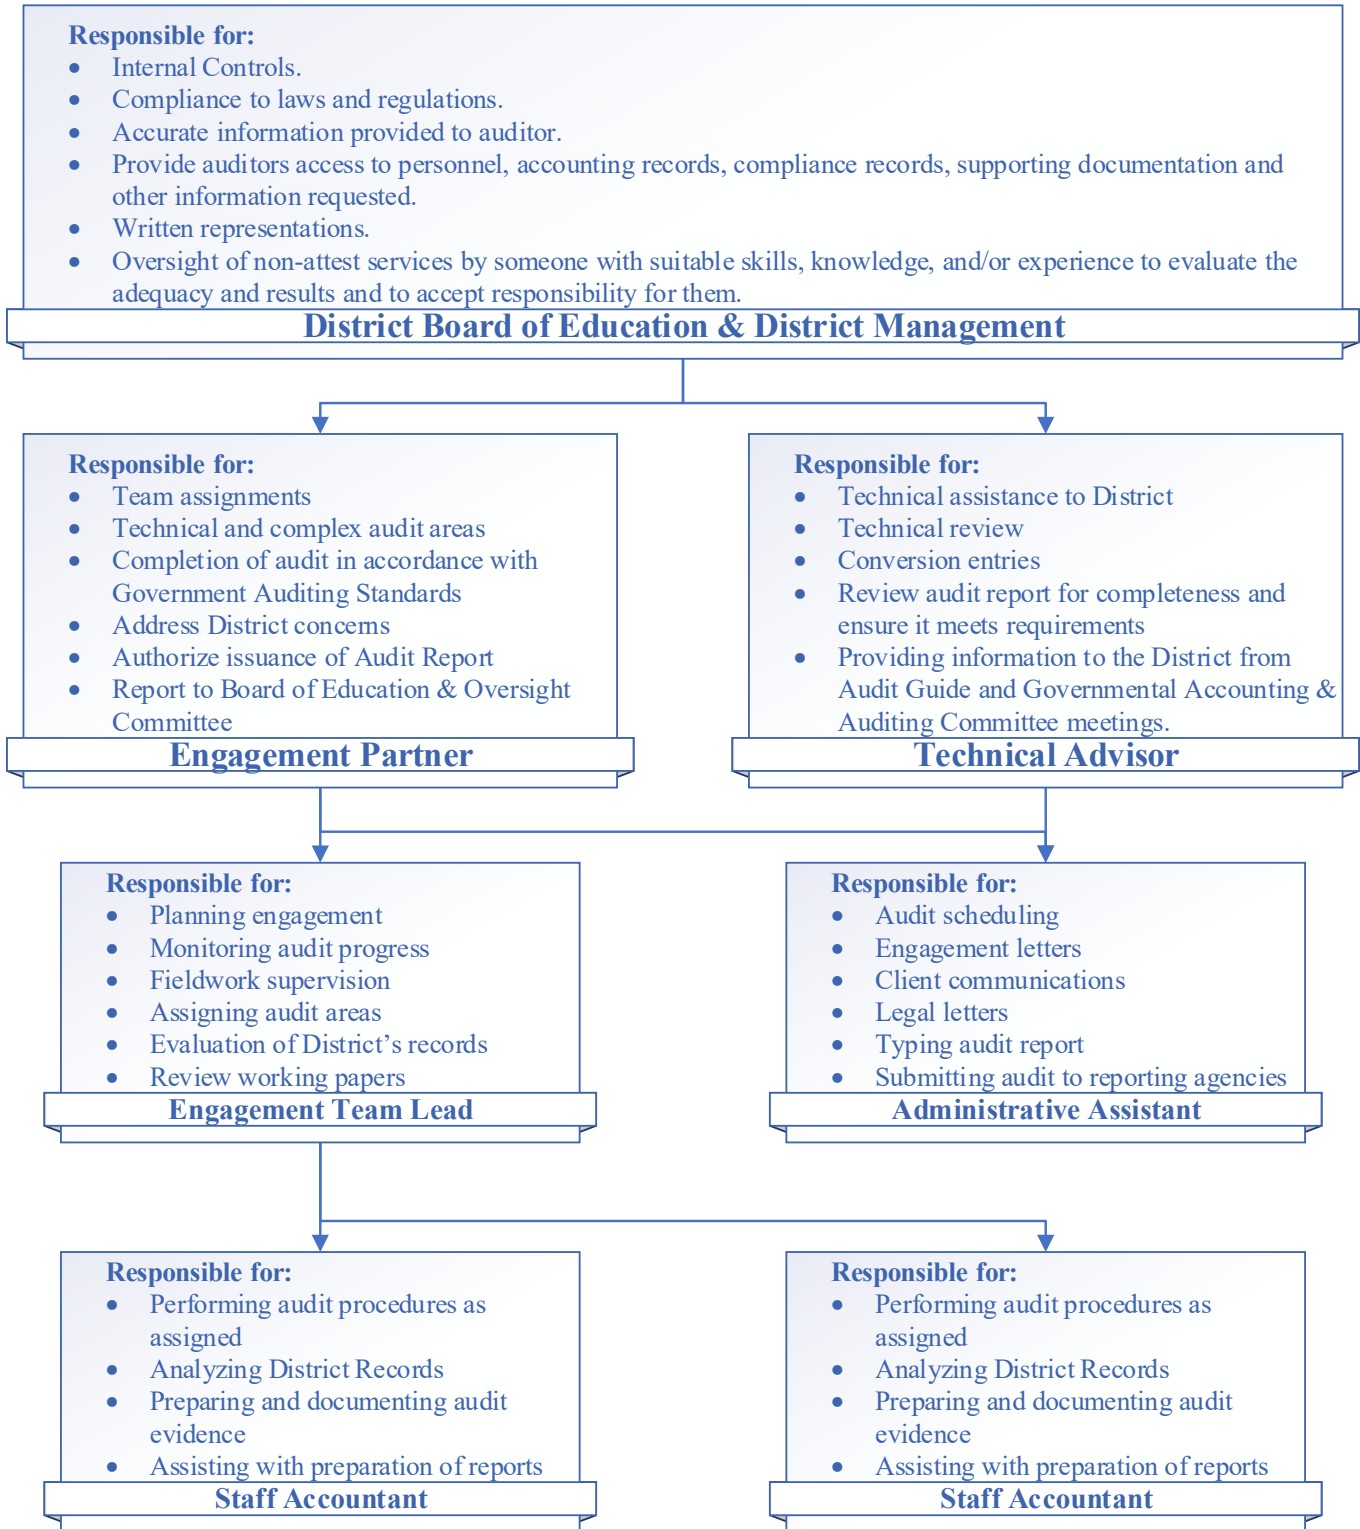 Responsible for:
• Internal Controls.
• Compliance to laws and regulations.
• Accurate information provided to auditor.
• Provide auditors access to personnel, accounting records, compliance records, supporting documentation and
other information requested.
• Written representations.
• Oversight of non-attest services by someone with suitable skills, knowledge, and/or experience to evaluate the
adequacy and results and to accept responsibility for them.
District Board of Education & District Management
Responsible for:
• Team assignments
• Technical and complex audit areas
• Completion of audit in accordance with
Government Auditing Standards
• Address District concerns
• Authorize issuance of Audit Report
• Report to Board of Education & Oversight
Committee
Engagement Partner
Responsible for:
• Technical assistance to District
• Technical review
• Conversion entries
• Review audit report for completeness and
ensure it meets requirements
• Providing information to the District from
Audit Guide and Governmental Accounting &
Auditing Committee meetings.
Technical Advisor
Responsible for:
• Planning engagement
• Monitoring audit progress
• Fieldwork supervision
• Assigning audit areas
• Evaluation of District’s records
• Review working papers
Engagement Team Lead
Responsible for:
• Audit scheduling
• Engagement letters
• Client communications
• Legal letters
• Typing audit report
• Submitting audit to reporting agencies
Administrative Assistant
Responsible for:
• Performing audit procedures as
assigned
• Analyzing District Records
• Preparing and documenting audit
evidence
• Assisting with preparation of reports
Staff Accountant
Responsible for:
• Performing audit procedures as
assigned
• Analyzing District Records
• Preparing and documenting audit
evidence
• Assisting with preparation of reports
Staff Accountant